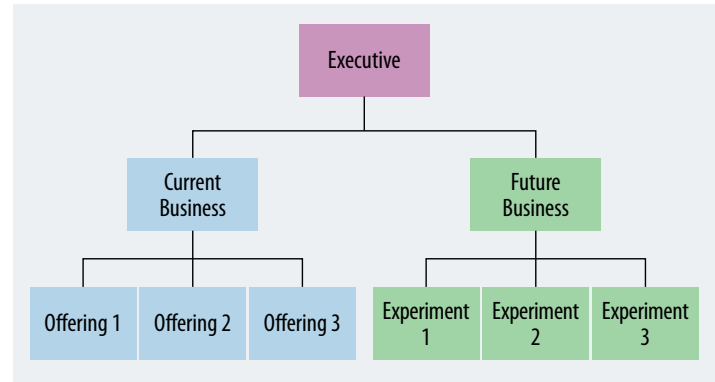 Executive
Current
Business
Future
Business
Offering 1
Offering 2
Offering 3
Experiment
1
Experiment
2
Experiment
3